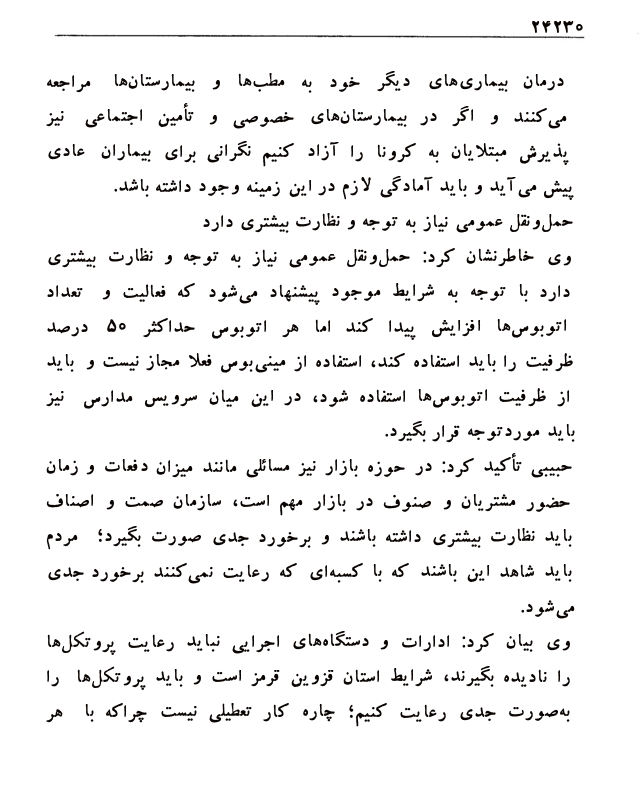 ۲۴۲۳۰
درمان بیماری‌های دیگر خود به مطب‌ها و بیمارستان‌ها مراجعه
می‌کنند و اگر در بیمارستان‌های خصوصی و تأمین اجتماعی نیز
پذیرش مبتلایان به کرونا را آزاد کنیم نگرانی برای بیماران عادی
پیش می‌آید و باید آمادگی لازم در این زمینه وجود داشته باشد.
حمل‌ونقل عمومی نیاز به توجه و نظارت بیشتری دارد
وی خاطرنشان کرد: حمل‌ونقل عمومی نیاز به توجه و نظارت بیشتری
دارد با توجه به شرایط موجود پیشنهاد می‌شود که فعالیت و تعداد
اتوبوس‌ها افزایش پیدا کند اما هر اتوبوس حداکثر ۵۰ درصد
ظرفیت را باید استفاده کند، استفاده از مینی‌بوس فعلا مجاز نیست و باید
از ظرفیت اتوبوس‌ها استفاده شود، در این میان سرویس مدارس نیز
باید موردتوجه قرار بگیرد.
حبیبی تأکید کرد: در حوزه بازار نیز مسائلی مانند میزان دفعات و زمان
حضور مشتریان و صنوف در بازار مهم است، سازمان صمت و اصناف
باید نظارت بیشتری داشته باشند و برخورد جدی صورت بگیرد؛ مردم
باید شاهد این باشند که با کسبه‌ای که رعایت نمی‌کنند برخورد جدی
می‌شود.
وی بیان کرد: ادارات و دستگاه‌های اجرایی نباید رعایت پروتکل‌ها
را نادیده بگیرند، شرایط استان قزوین قرمز است و باید پروتکل‌ها را
به‌صورت جدی رعایت کنیم؛ چاره کار تعطیلی نیست چراکه با هر